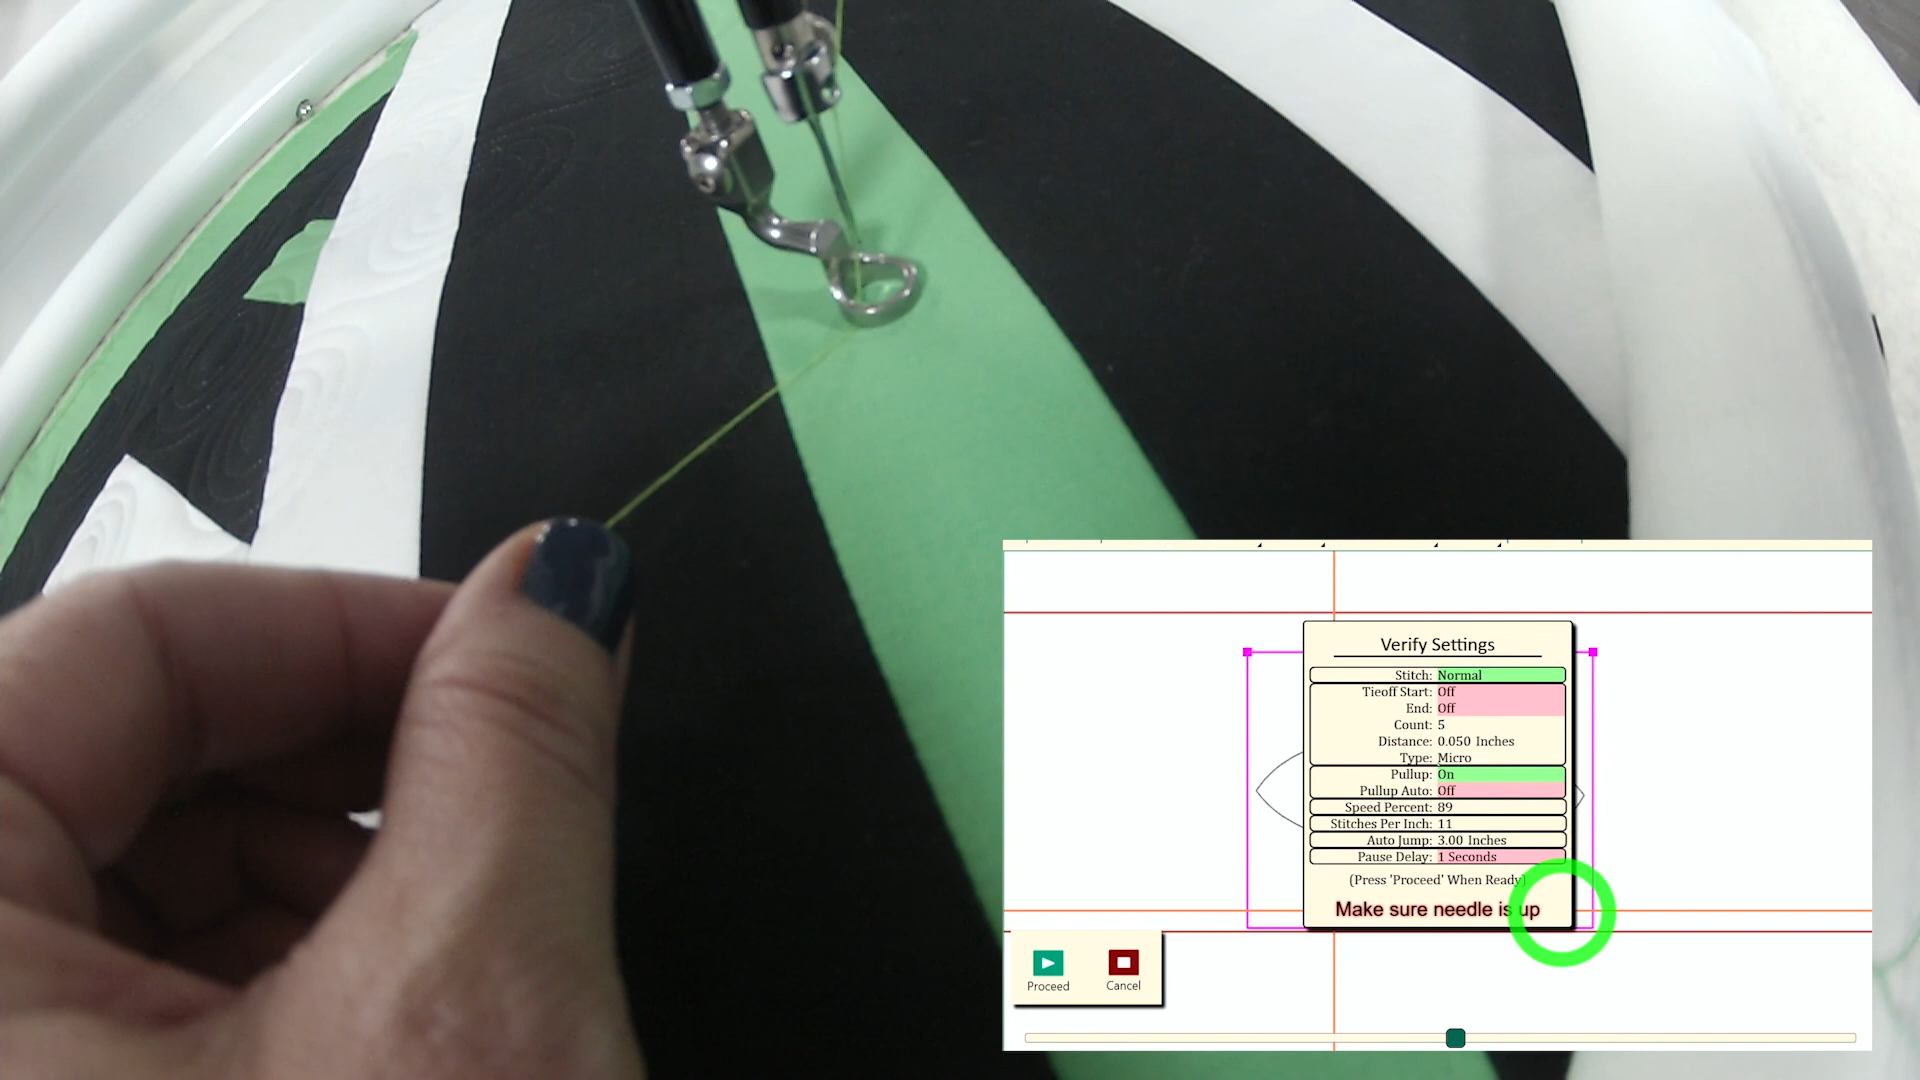 Verify Settings
Stitch: Normal
Tieoff Start: Off
End: Off
Count: 5
Distance: 0.050 Inches
Type: Micro
Pullup: On
Pullup Auto: Off
Speed Percent: 89
Stitches Per Inch: 11
Auto Jump: 3.00 Inches
Pause Delay: 1 Seconds
(Press 'Proceed' When Ready)
Make sure needle is up
Proceed
Cancel